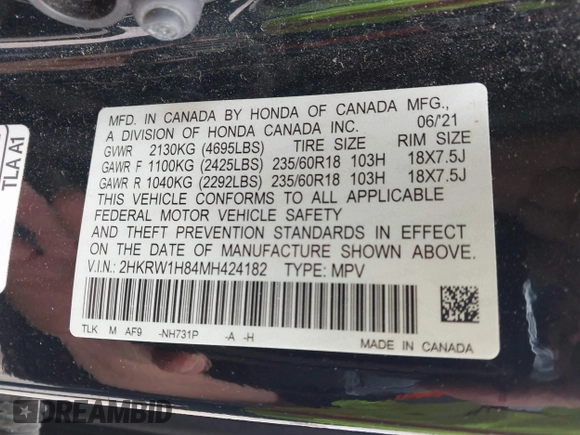 TLA A1
MFD. IN CANADA BY HONDA OF CANADA MFG.,
A DIVISION OF HONDA CANADA INC. 06/'21
GVWR 2130KG (4695LBS) TIRE SIZE RIM SIZE
GAWR F 1100KG (2425LBS) 235/60R18 103H 18X7.5J
GAWR R 1040KG (2292LBS) 235/60R18 103H 18X7.5J
THIS VEHICLE CONFORMS TO ALL APPLICABLE
FEDERAL MOTOR VEHICLE SAFETY
AND THEFT PREVENTION STANDARDS IN EFFECT
ON THE DATE OF MANUFACTURE SHOWN ABOVE.
V.I.N.: 2HKRW1H84MH424182 TYPE: MPV
TLK M AF9 -NH731P -A -H
MADE IN CANADA
DREAMBID